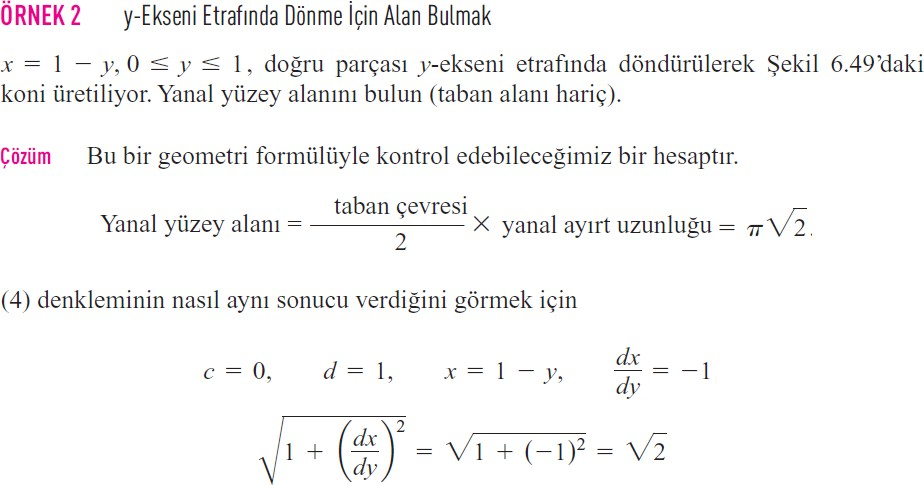 ÖRNEK 2 y-Ekseni Etrafında Dönme İçin Alan Bulmak
x = 1 − y, 0 ≤ y ≤ 1, doğru parçası y-ekseni etrafında döndürülerek Şekil 6.49’daki
koni üretiliyor. Yanal yüzey alanını bulun (taban alanı hariç).
Çözüm Bu bir geometri formülüyle kontrol edebileceğimiz bir hesaptır.
Yanal yüzey alanı = taban çevresi / 2 × yanal ayırt uzunluğu = π√2.
(4) denkleminin nasıl aynı sonucu verdiğini görmek için
c = 0, d = 1, x = 1 − y, dx/dy = −1
√(1 + (dx/dy)²) = √(1 + (−1)²) = √2